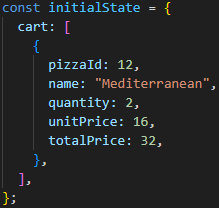 const initialState = {
  cart: [
    {
      pizzaId: 12,
      name: "Mediterranean",
      quantity: 2,
      unitPrice: 16,
      totalPrice: 32,
    },
  ],
};